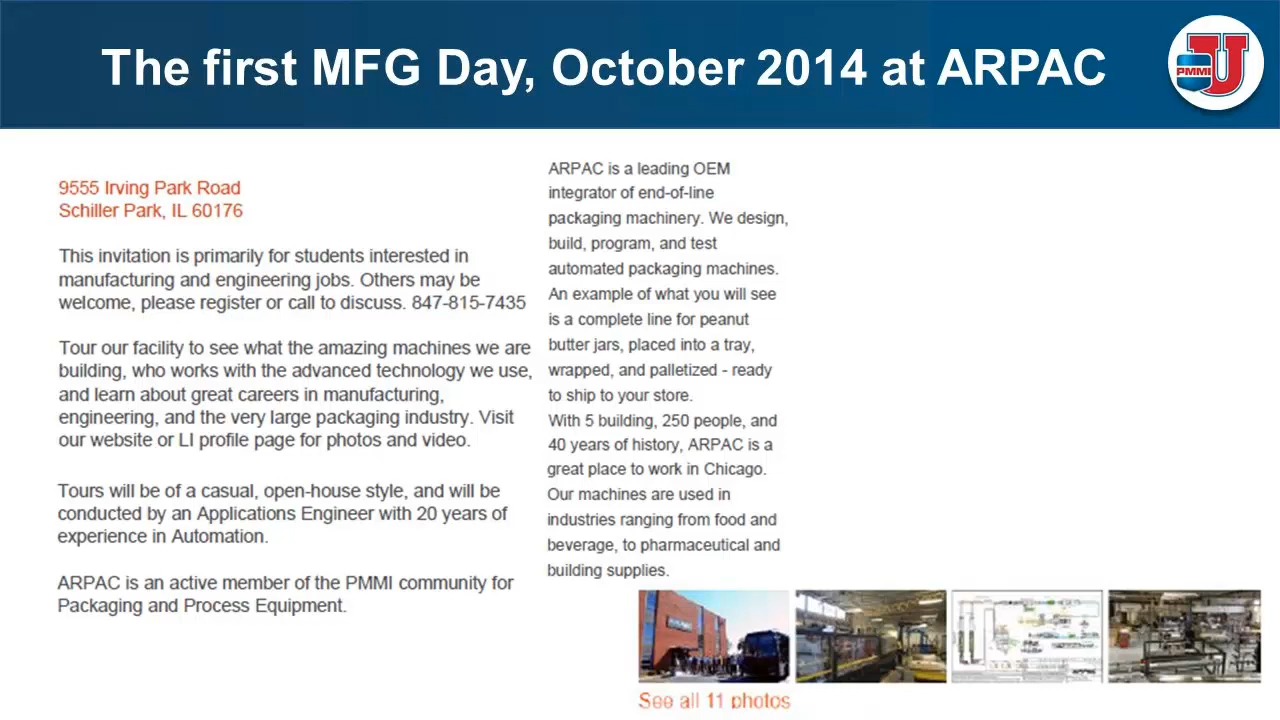 The first MFG Day, October 2014 at ARPAC
PMMI
U
9555 Irving Park Road
Schiller Park, IL 60176
This invitation is primarily for students interested in
manufacturing and engineering jobs. Others may be
welcome, please register or call to discuss. 847-815-7435
Tour our facility to see what the amazing machines we are
building, who works with the advanced technology we use,
and learn about great careers in manufacturing,
engineering, and the very large packaging industry. Visit
our website or LI profile page for photos and video.
Tours will be of a casual, open-house style, and will be
conducted by an Applications Engineer with 20 years of
experience in Automation.
ARPAC is an active member of the PMMI community for
Packaging and Process Equipment.
ARPAC is a leading OEM
integrator of end-of-line
packaging machinery. We design,
build, program, and test
automated packaging machines.
An example of what you will see
is a complete line for peanut
butter jars, placed into a tray,
wrapped, and palletized - ready
to ship to your store.
With 5 building, 250 people, and
40 years of history, ARPAC is a
great place to work in Chicago.
Our machines are used in
industries ranging from food and
beverage, to pharmaceutical and
building supplies.
See all 11 photos